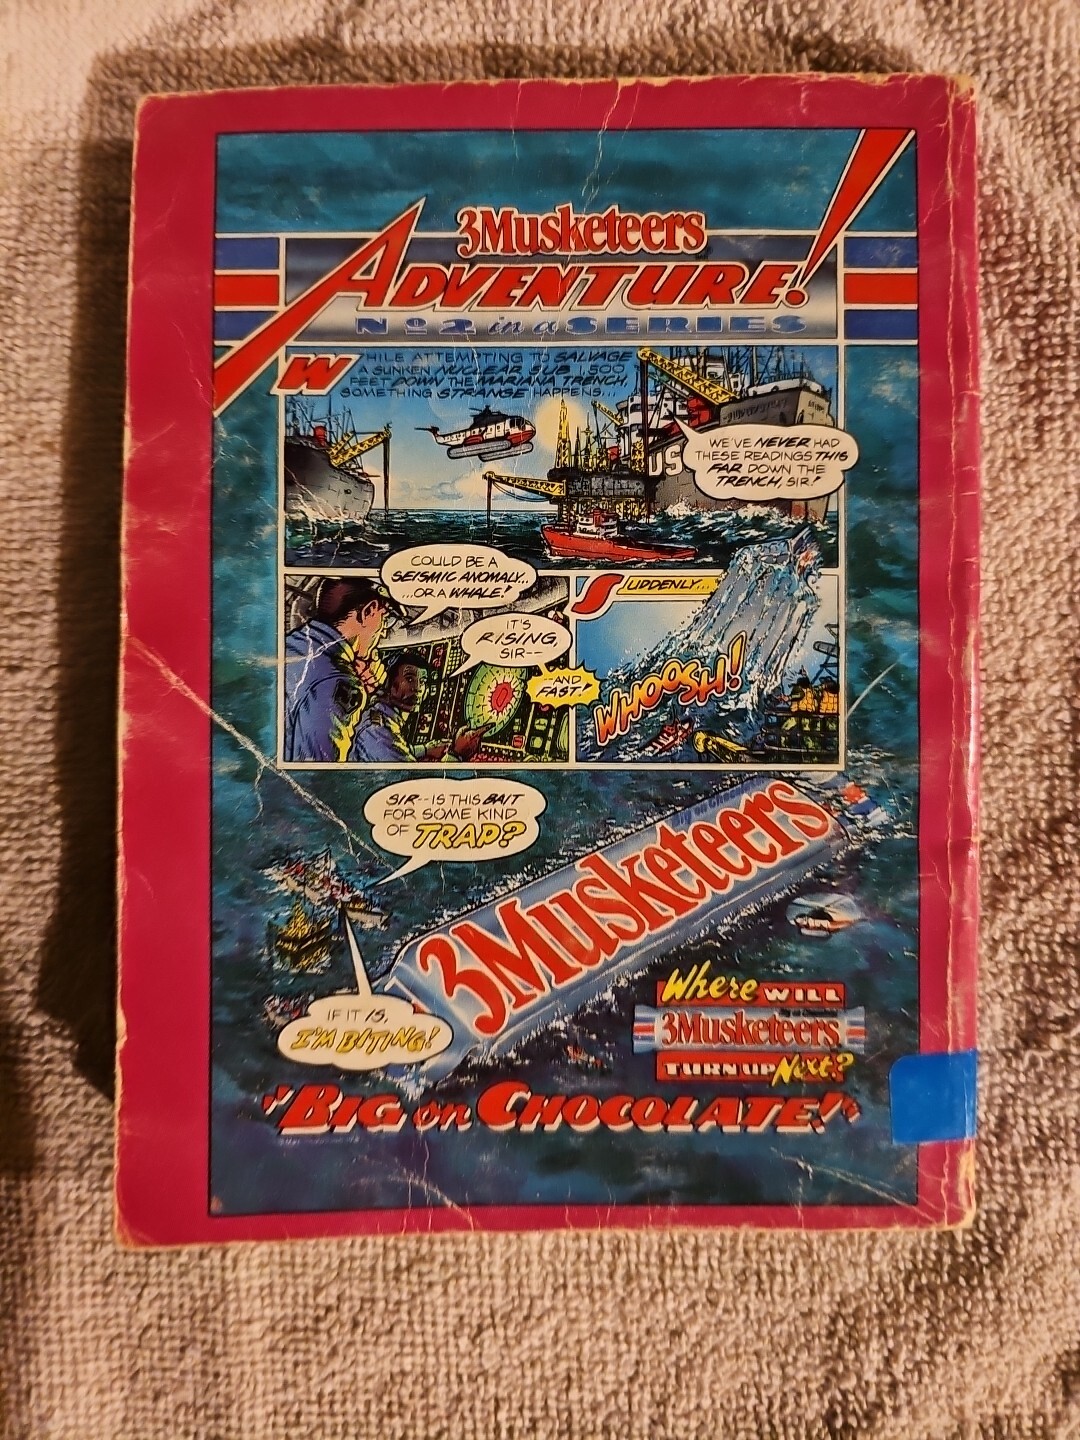 3Musketeers
ADVENTURE!
No 2 in a SERIES
WHILE ATTEMPTING TO SALVAGE
A SUNKEN NUCLEAR SUB 1,500
FEET DOWN THE MARIANA TRENCH,
SOMETHING STRANGE HAPPENS...
US
WE'VE NEVER HAD
THESE READINGS THIS
FAR DOWN THE
TRENCH, SIR!
COULD BE A
SEISMIC ANOMALY..
...OR A WHALE!
IT'S
RISING,
SIR--
--AND
FAST!
SUDDENLY...
WHOOSH!
SIR--IS THIS BAIT
FOR SOME KIND
OF TRAP?
3Musketeers
IF IT IS,
I'M BITING!
Where WILL
3Musketeers
TURN UP Next?
"BIG on CHOCOLATE!"